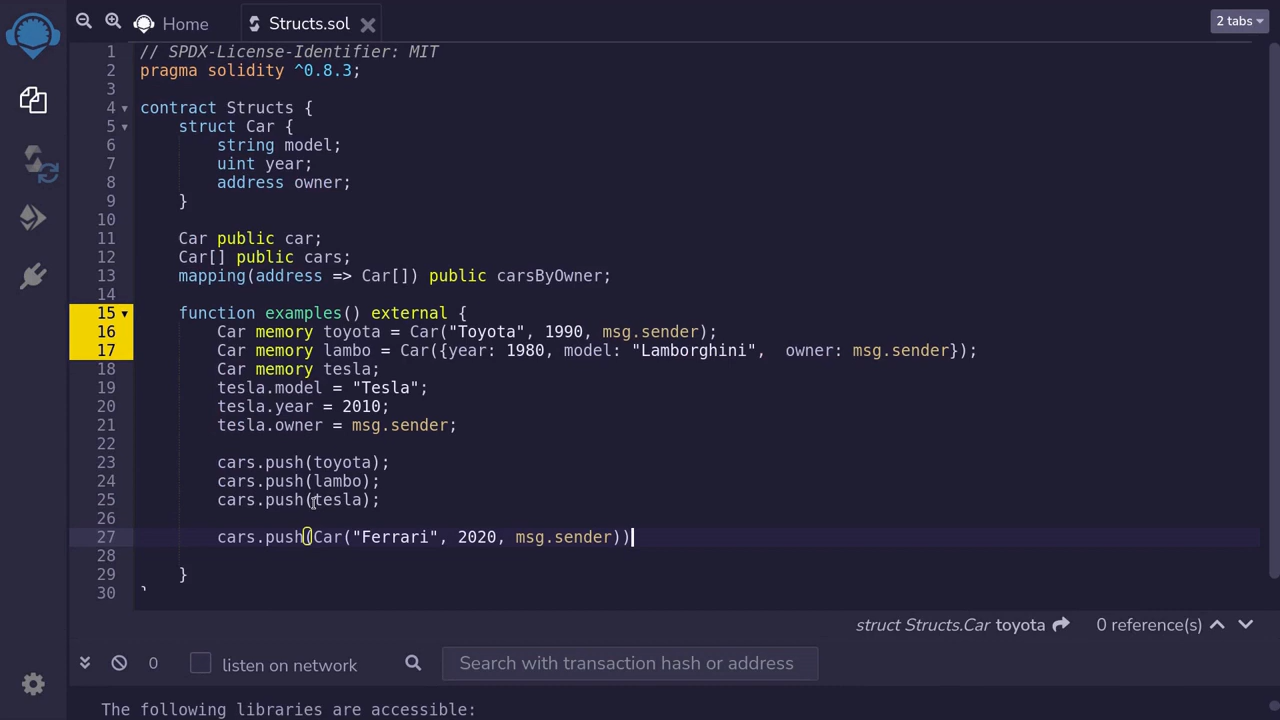 Home
Structs.sol
2 tabs
1 // SPDX-License-Identifier: MIT
2 pragma solidity ^0.8.3;
3
4 contract Structs {
5     struct Car {
6         string model;
7         uint year;
8         address owner;
9     }
10
11     Car public car;
12     Car[] public cars;
13     mapping(address => Car[]) public carsByOwner;
14
15     function examples() external {
16         Car memory toyota = Car("Toyota", 1990, msg.sender);
17         Car memory lambo = Car({year: 1980, model: "Lamborghini",  owner: msg.sender});
18         Car memory tesla;
19         tesla.model = "Tesla";
20         tesla.year = 2010;
21         tesla.owner = msg.sender;
22
23         cars.push(toyota);
24         cars.push(lambo);
25         cars.push(tesla);
26
27         cars.push(Car("Ferrari", 2020, msg.sender))
28
29     }
30 }
struct Structs.Car toyota 0 reference(s)
0 listen on network Search with transaction hash or address
The following libraries are accessible: